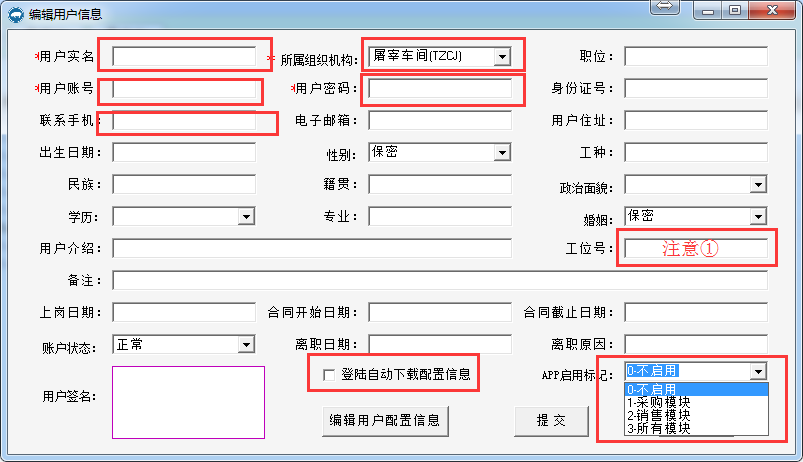 编辑用户信息
*用户实名 * 所属组织机构: 屠宰车间(TZCJ) 职位:
*用户账号 *用户密码: 身份证号:
联系手机: 电子邮箱: 用户住址:
出生日期: 性别: 保密 工种:
民族: 籍贯: 政治面貌:
学历: 专业: 婚姻: 保密
用户介绍: 工位号: 注意①
备注:
上岗日期: 合同开始日期: 合同截止日期:
账户状态: 正常 离职日期: 离职原因:
登陆自动下载配置信息 APP启用标记: 0-不启用
0-不启用
1-采购模块
2-销售模块
3-所有模块
用户签名:
编辑用户配置信息 提交